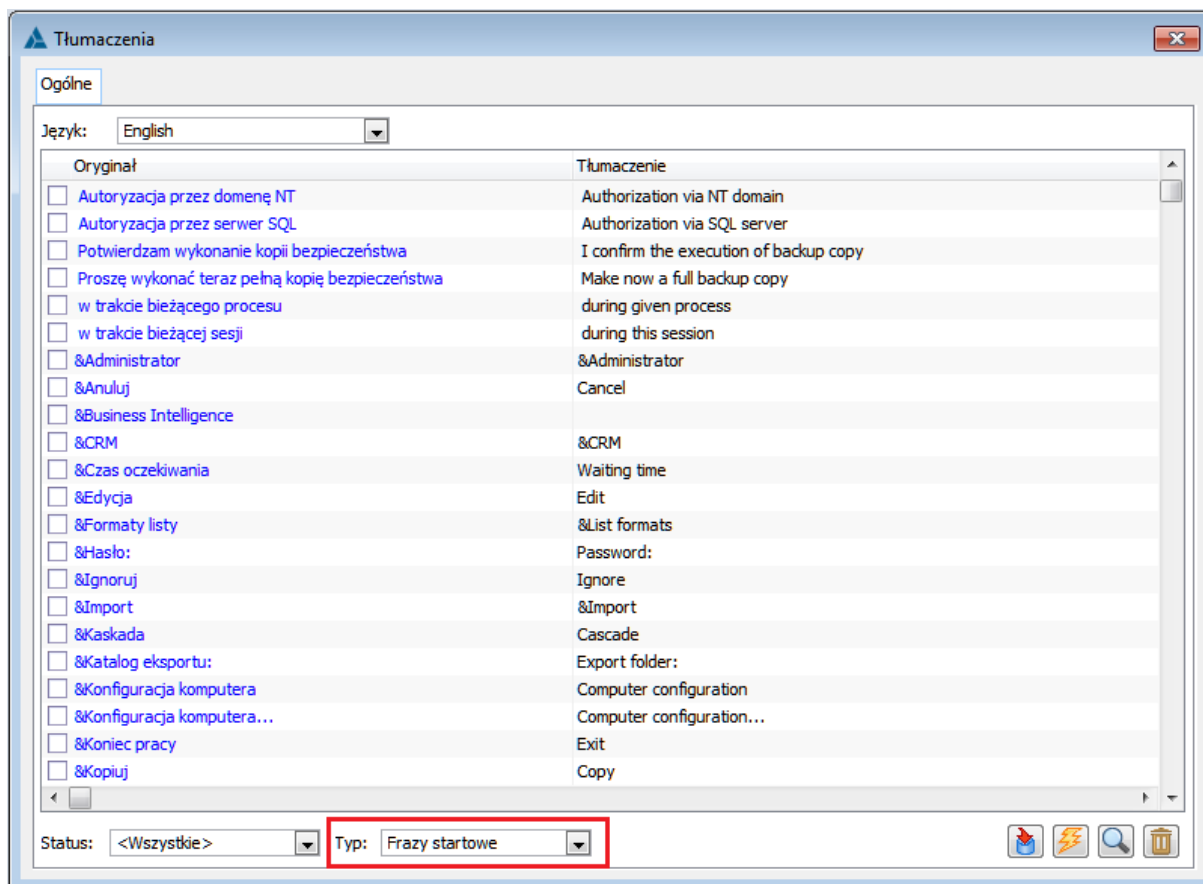 Tłumaczenia
Ogólne
Język: English
Oryginał Tłumaczenie
Autoryzacja przez domenę NT Authorization via NT domain
Autoryzacja przez serwer SQL Authorization via SQL server
Potwierdzam wykonanie kopii bezpieczeństwa I confirm the execution of backup copy
Proszę wykonać teraz pełną kopię bezpieczeństwa Make now a full backup copy
w trakcie bieżącego procesu during given process
w trakcie bieżącej sesji during this session
&Administrator &Administrator
&Anuluj Cancel
&Business Intelligence
&CRM &CRM
&Czas oczekiwania Waiting time
&Edycja Edit
&Formaty listy &List formats
&Hasło: Password:
&Ignoruj Ignore
&Import &Import
&Kaskada Cascade
&Katalog eksportu: Export folder:
&Konfiguracja komputera Computer configuration
&Konfiguracja komputera... Computer configuration...
&Koniec pracy Exit
&Kopiuj Copy
Status: <Wszystkie> Typ: Frazy startowe